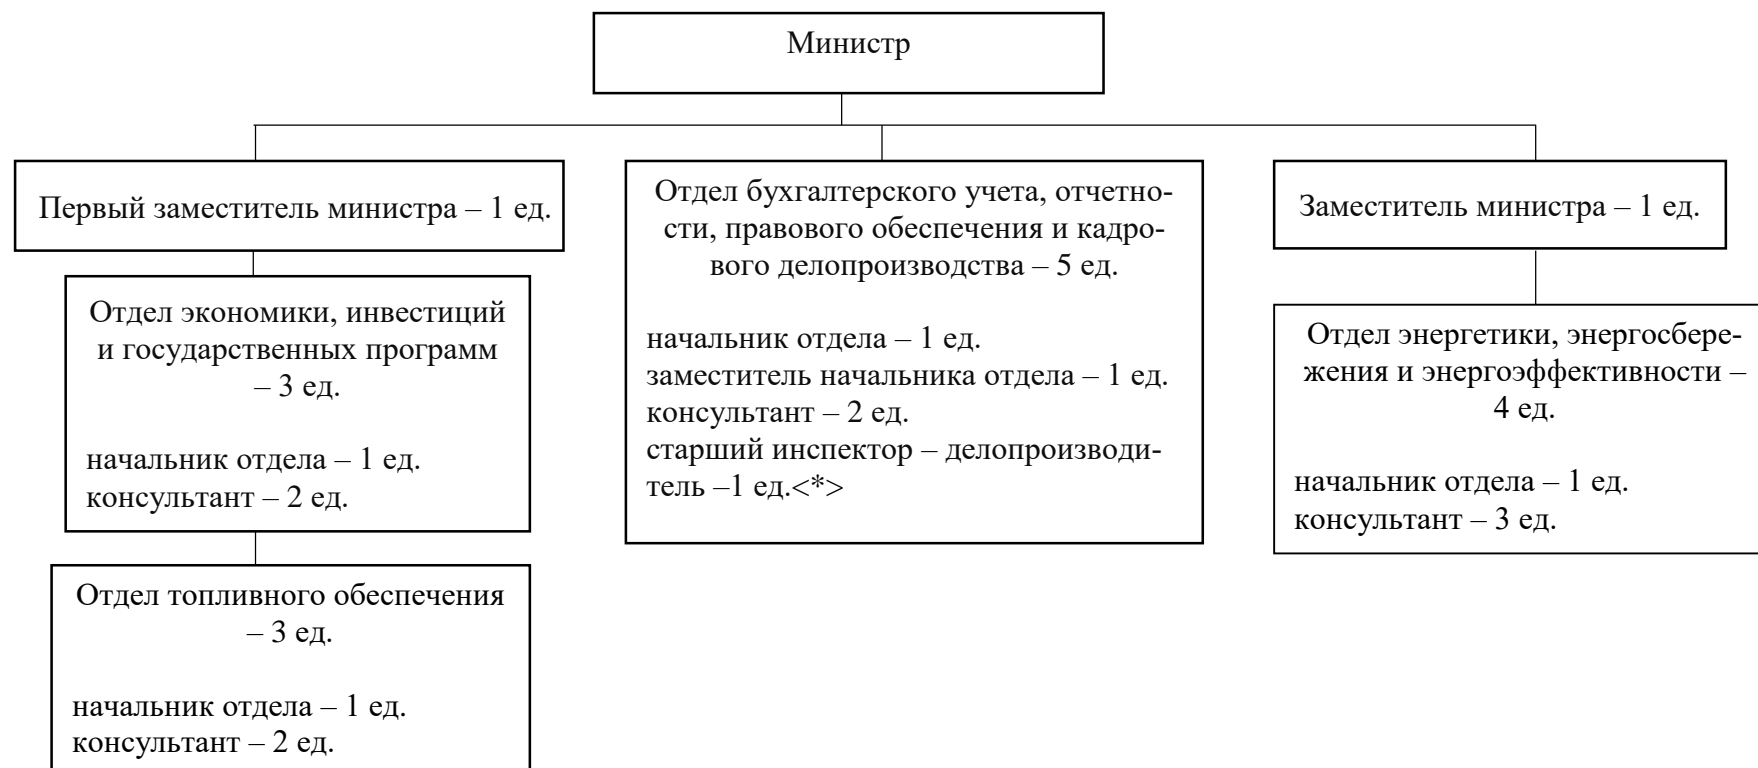 Министр
Первый заместитель министра – 1 ед.
Отдел экономики, инвестиций
и государственных программ
– 3 ед.
начальник отдела – 1 ед.
консультант – 2 ед.
Отдел топливного обеспечения
– 3 ед.
начальник отдела – 1 ед.
консультант – 2 ед.
Отдел бухгалтерского учета, отчетно-
сти, правового обеспечения и кадро-
вого делопроизводства – 5 ед.
начальник отдела – 1 ед.
заместитель начальника отдела – 1 ед.
консультант – 2 ед.
старший инспектор – делопроизводи-
тель –1 ед.<*>
Заместитель министра – 1 ед.
Отдел энергетики, энергосбере-
жения и энергоэффективности –
4 ед.
начальник отдела – 1 ед.
консультант – 3 ед.